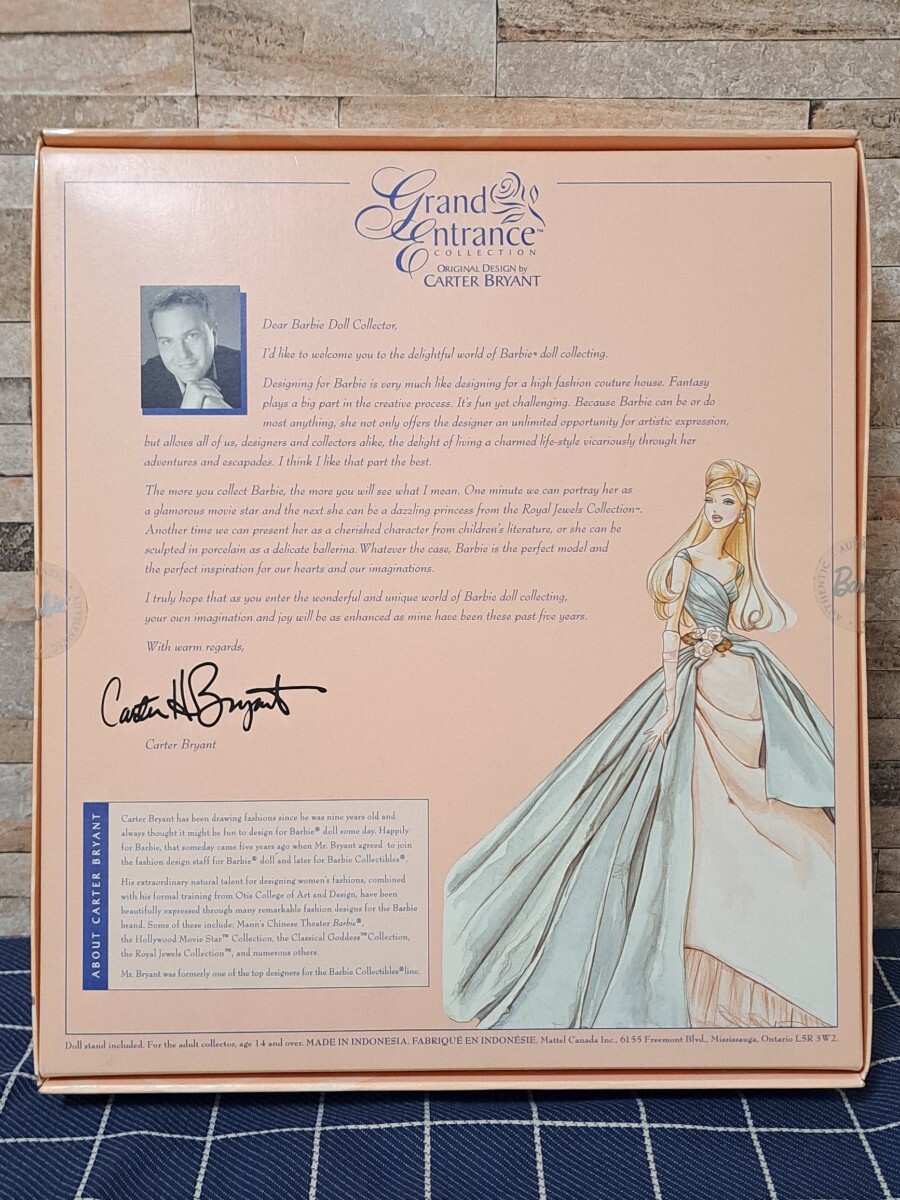 Grand
Entrance™
COLLECTION
ORIGINAL DESIGN by
CARTER BRYANT
Dear Barbie Doll Collector,
I'd like to welcome you to the delightful world of Barbie® doll collecting.
Designing for Barbie is very much like designing for a high fashion couture house. Fantasy
plays a big part in the creative process. It's fun yet challenging. Because Barbie can be or do
most anything, she not only offers the designer an unlimited opportunity for artistic expression,
but allows all of us, designers and collectors alike, the delight of living a charmed life-style vicariously through her
adventures and escapades. I think I like that part the best.
The more you collect Barbie, the more you will see what I mean. One minute we can portray her as
a glamorous movie star and the next she can be a dazzling princess from the Royal Jewels Collection™.
Another time we can present her as a cherished character from children's literature, or she can be
sculpted in porcelain as a delicate ballerina. Whatever the case, Barbie is the perfect model and
the perfect inspiration for our hearts and our imaginations.
I truly hope that as you enter the wonderful and unique world of Barbie doll collecting,
your own imagination and joy will be as enhanced as mine have been these past five years.
With warm regards,
Carter H Bryant
Carter Bryant
ABOUT CARTER BRYANT
Carter Bryant has been drawing fashions since he was nine years old and
always thought it might be fun to design for Barbie® doll some day. Happily
for Barbie, that someday came five years ago when Mr. Bryant agreed to join
the fashion design staff for Barbie® doll and later for Barbie Collectibles®.
His extraordinary natural talent for designing women's fashions, combined
with his formal training from Otis College of Art and Design, have been
beautifully expressed through many remarkable fashion designs for the Barbie
brand. Some of these include: Mann's Chinese Theater Barbie®,
the Hollywood Movie Star™ Collection, the Classical Goddess™Collection,
the Royal Jewels Collection™, and numerous others.
Mr. Bryant was formerly one of the top designers for the Barbie Collectibles® line.
Doll stand included. For the adult collector, age 14 and over. MADE IN INDONESIA. FABRIQUÉ EN INDONÉSIE. Mattel Canada Inc., 6155 Freemont Blvd., Mississauga, Ontario L5R 3W2.
AUTHENTIC